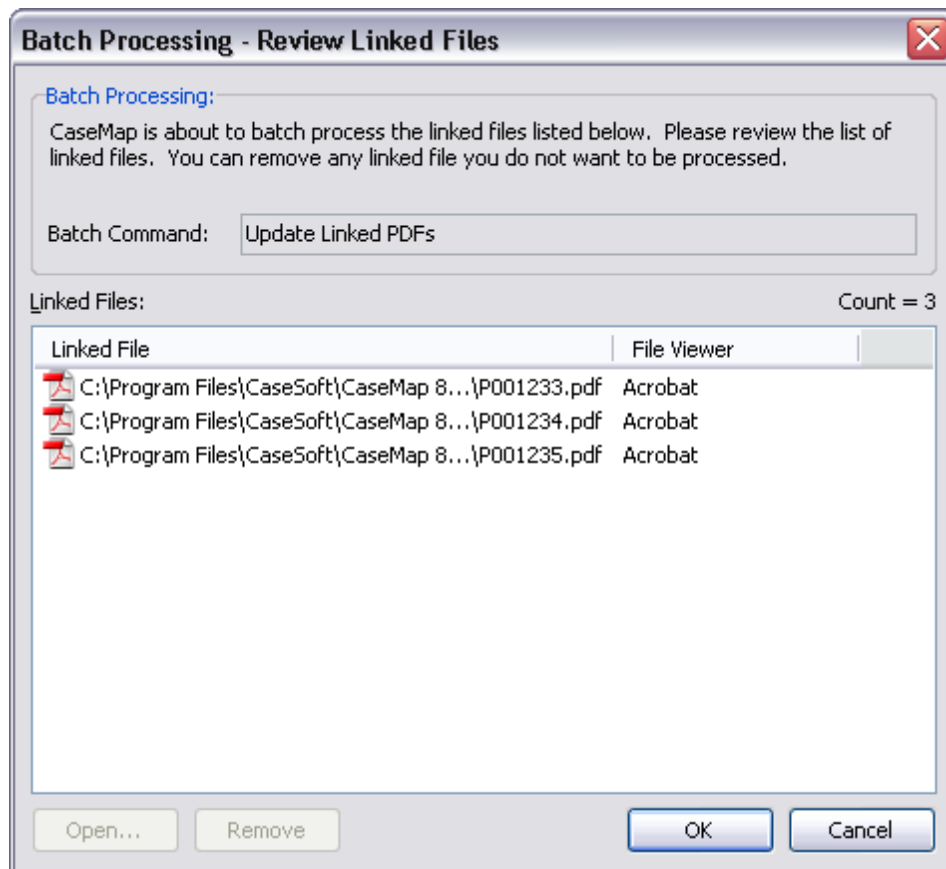 Batch Processing - Review Linked Files
Batch Processing:
CaseMap is about to batch process the linked files listed below. Please review the list of
linked files. You can remove any linked file you do not want to be processed.
Batch Command: Update Linked PDFs
Linked Files: Count = 3
Linked File File Viewer
C:\Program Files\CaseSoft\CaseMap 8...\P001233.pdf Acrobat
C:\Program Files\CaseSoft\CaseMap 8...\P001234.pdf Acrobat
C:\Program Files\CaseSoft\CaseMap 8...\P001235.pdf Acrobat
Open... Remove OK Cancel